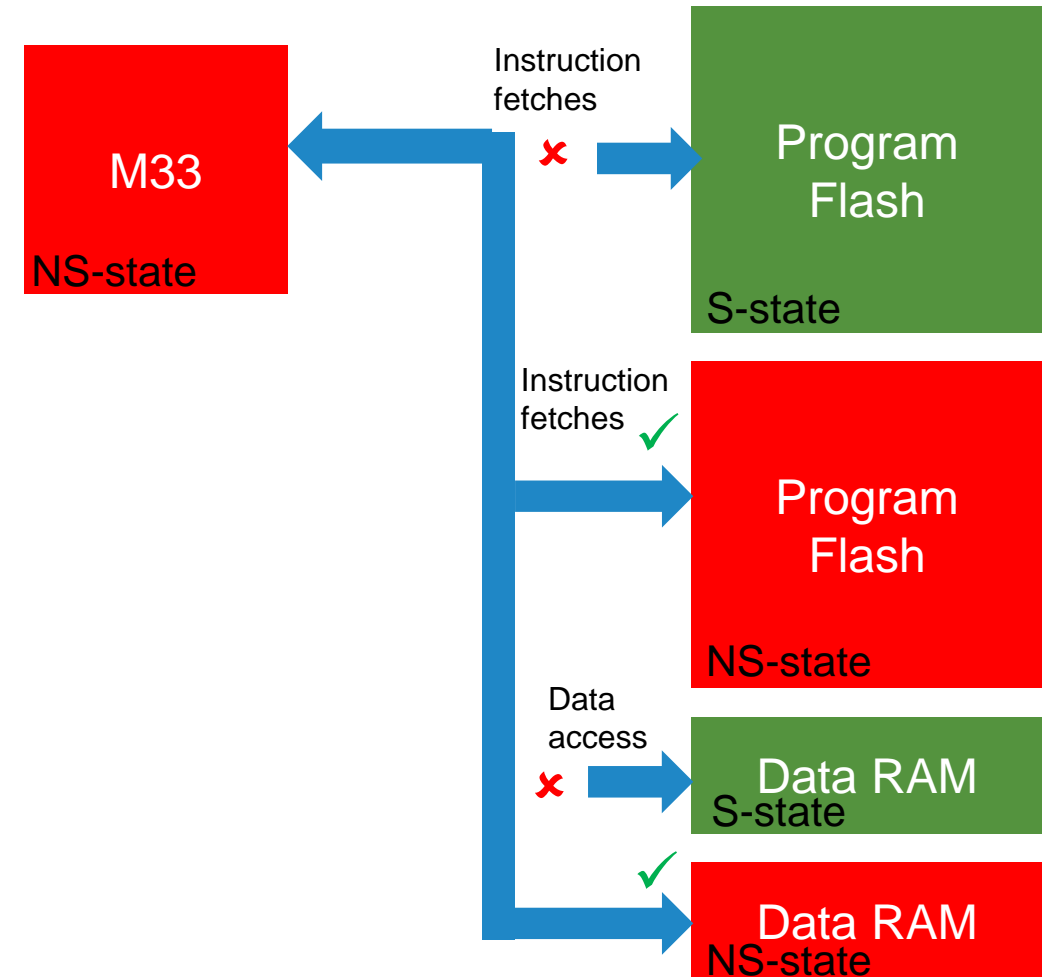 M33
NS-state
Instruction
fetches
✘
Program
Flash
S-state
Instruction
fetches
✓
Program
Flash
NS-state
Data
access
✘
Data RAM
S-state
✓
Data RAM
NS-state